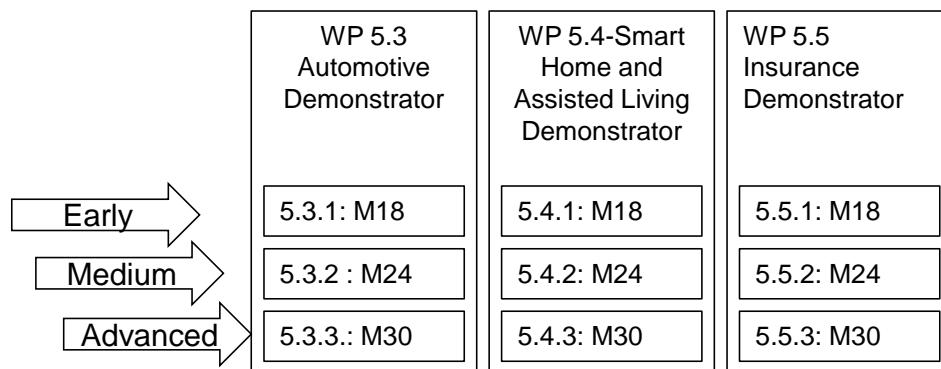 WP 5.3
Automotive
Demonstrator
WP 5.4-Smart
Home and
Assisted Living
Demonstrator
WP 5.5
Insurance
Demonstrator
Early
5.3.1: M18
5.4.1: M18
5.5.1: M18
Medium
5.3.2 : M24
5.4.2: M24
5.5.2: M24
Advanced
5.3.3.: M30
5.4.3: M30
5.5.3: M30